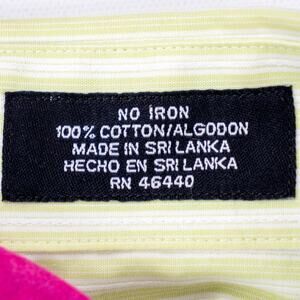 NO IRON
100% COTTON/ALGODON
MADE IN SRI LANKA
HECHO EN SRI LANKA
RN 46440